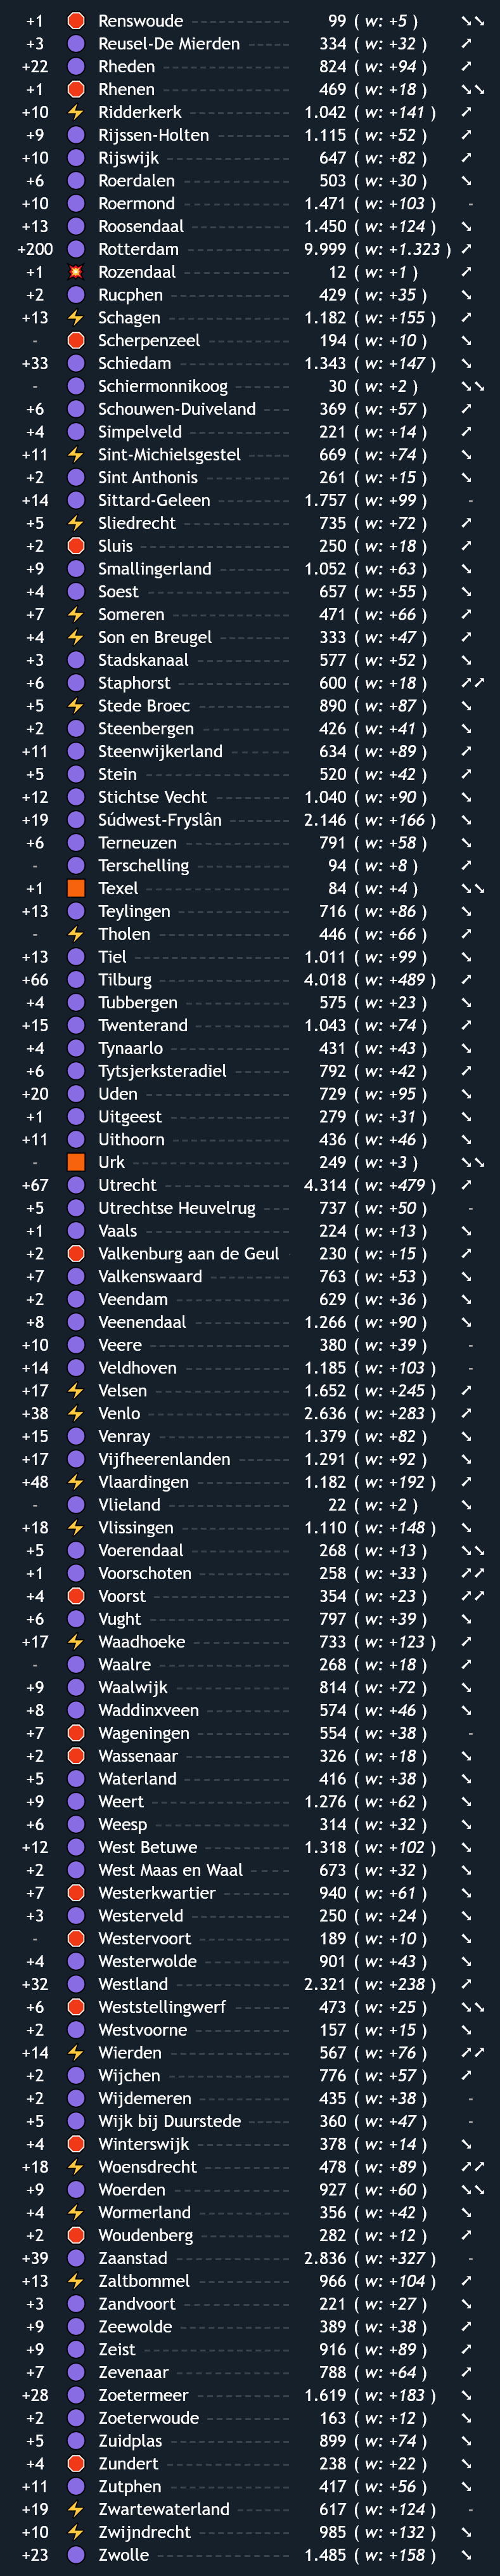 +1 Renswoude 99 ( w: +5 )
+3 Reusel-De Mierden 334 ( w: +32 )
+22 Rheden 824 ( w: +94 )
+1 Rhenen 469 ( w: +18 )
+10 Ridderkerk 1.042 ( w: +141 )
+9 Rijssen-Holten 1.115 ( w: +52 )
+10 Rijswijk 647 ( w: +82 )
+6 Roerdalen 503 ( w: +30 )
+10 Roermond 1.471 ( w: +103 ) -
+13 Roosendaal 1.450 ( w: +124 )
+200 Rotterdam 9.999 ( w: +1.323 )
+1 Rozendaal 12 ( w: +1 )
+2 Rucphen 429 ( w: +35 )
+13 Schagen 1.182 ( w: +155 )
- Scherpenzeel 194 ( w: +10 )
+33 Schiedam 1.343 ( w: +147 )
- Schiermonnikoog 30 ( w: +2 )
+6 Schouwen-Duiveland 369 ( w: +57 )
+4 Simpelveld 221 ( w: +14 )
+11 Sint-Michielsgestel 669 ( w: +74 )
+2 Sint Anthonis 261 ( w: +15 )
+14 Sittard-Geleen 1.757 ( w: +99 ) -
+5 Sliedrecht 735 ( w: +72 )
+2 Sluis 250 ( w: +18 )
+9 Smallingerland 1.052 ( w: +63 )
+4 Soest 657 ( w: +55 )
+7 Someren 471 ( w: +66 )
+4 Son en Breugel 333 ( w: +47 )
+3 Stadskanaal 577 ( w: +52 )
+6 Staphorst 600 ( w: +18 )
+5 Stede Broec 890 ( w: +87 )
+2 Steenbergen 426 ( w: +41 )
+11 Steenwijkerland 634 ( w: +89 )
+5 Stein 520 ( w: +42 )
+12 Stichtse Vecht 1.040 ( w: +90 )
+19 Súdwest-Fryslân 2.146 ( w: +166 )
+6 Terneuzen 791 ( w: +58 )
- Terschelling 94 ( w: +8 )
+1 Texel 84 ( w: +4 )
+13 Teylingen 716 ( w: +86 )
- Tholen 446 ( w: +66 )
+13 Tiel 1.011 ( w: +99 )
+66 Tilburg 4.018 ( w: +489 )
+4 Tubbergen 575 ( w: +23 )
+15 Twenterand 1.043 ( w: +74 )
+4 Tynaarlo 431 ( w: +43 )
+6 Tytsjerksteradiel 792 ( w: +42 )
+20 Uden 729 ( w: +95 )
+1 Uitgeest 279 ( w: +31 )
+11 Uithoorn 436 ( w: +46 )
- Urk 249 ( w: +3 )
+67 Utrecht 4.314 ( w: +479 )
+5 Utrechtse Heuvelrug 737 ( w: +50 ) -
+1 Vaals 224 ( w: +13 )
+2 Valkenburg aan de Geul 230 ( w: +15 )
+7 Valkenswaard 763 ( w: +53 )
+2 Veendam 629 ( w: +36 )
+8 Veenendaal 1.266 ( w: +90 )
+10 Veere 380 ( w: +39 ) -
+14 Veldhoven 1.185 ( w: +103 ) -
+17 Velsen 1.652 ( w: +245 )
+38 Venlo 2.636 ( w: +283 )
+15 Venray 1.379 ( w: +82 )
+17 Vijfheerenlanden 1.291 ( w: +92 )
+48 Vlaardingen 1.182 ( w: +192 )
- Vlieland 22 ( w: +2 )
+18 Vlissingen 1.110 ( w: +148 )
+5 Voerendaal 268 ( w: +13 )
+1 Voorschoten 258 ( w: +33 )
+4 Voorst 354 ( w: +23 )
+6 Vught 797 ( w: +39 )
+17 Waadhoeke 733 ( w: +123 )
- Waalre 268 ( w: +18 )
+9 Waalwijk 814 ( w: +72 )
+8 Waddinxveen 574 ( w: +46 )
+7 Wageningen 554 ( w: +38 ) -
+2 Wassenaar 326 ( w: +18 )
+5 Waterland 416 ( w: +38 )
+9 Weert 1.276 ( w: +62 )
+6 Weesp 314 ( w: +32 )
+12 West Betuwe 1.318 ( w: +102 )
+2 West Maas en Waal 673 ( w: +32 )
+7 Westerkwartier 940 ( w: +61 )
+3 Westerveld 250 ( w: +24 )
- Westervoort 189 ( w: +10 )
+4 Westerwolde 901 ( w: +43 )
+32 Westland 2.321 ( w: +238 )
+6 Weststellingwerf 473 ( w: +25 )
+2 Westvoorne 157 ( w: +15 )
+14 Wierden 567 ( w: +76 )
+2 Wijchen 776 ( w: +57 )
+2 Wijdemeren 435 ( w: +38 ) -
+5 Wijk bij Duurstede 360 ( w: +47 ) -
+4 Winterswijk 378 ( w: +14 )
+18 Woensdrecht 478 ( w: +89 )
+9 Woerden 927 ( w: +60 )
+4 Wormerland 356 ( w: +42 )
+2 Woudenberg 282 ( w: +12 )
+39 Zaanstad 2.836 ( w: +327 ) -
+13 Zaltbommel 966 ( w: +104 )
+3 Zandvoort 221 ( w: +27 )
+9 Zeewolde 389 ( w: +38 )
+9 Zeist 916 ( w: +89 )
+7 Zevenaar 788 ( w: +64 )
+28 Zoetermeer 1.619 ( w: +183 )
+2 Zoeterwoude 163 ( w: +12 )
+5 Zuidplas 899 ( w: +74 )
+4 Zundert 238 ( w: +22 )
+11 Zutphen 417 ( w: +56 )
+19 Zwartewaterland 617 ( w: +124 ) -
+10 Zwijndrecht 985 ( w: +132 )
+23 Zwolle 1.485 ( w: +158 )